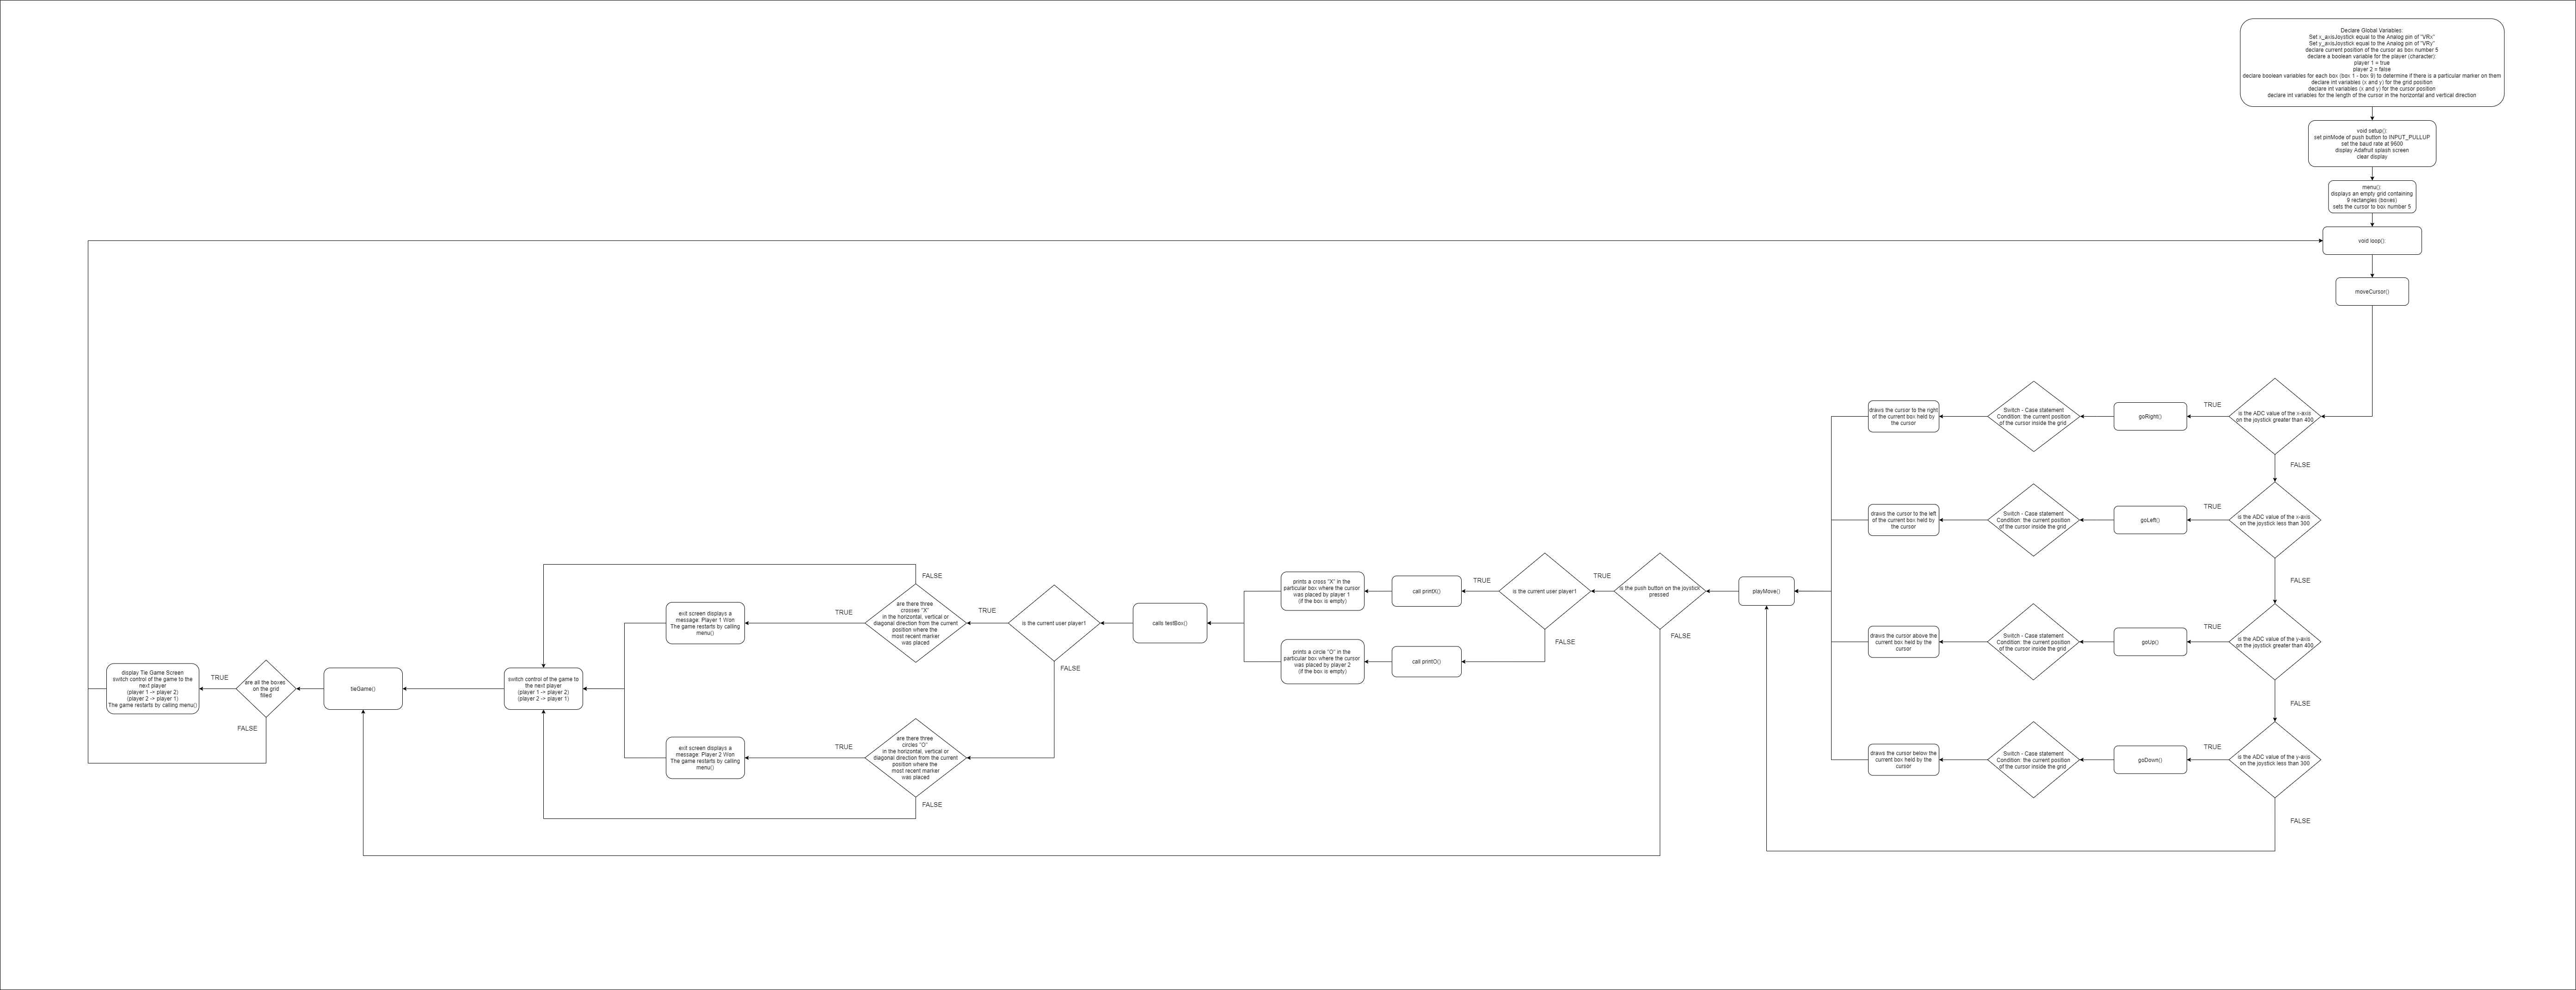 Declare Global Variables:
Set x_axisJoystick equal to the Analog pin of "VRx"
Set y_axisJoystick equal to the Analog pin of "VRy"
declare current position of the cursor as box number 5
declare a boolean variable for the player (character):
player 1 = true
player 2 = false
declare boolean variables for each box (box 1 - box 9) to determine if there is a particular marker on them
declare int variables (x and y) for the grid position
declare int variables (x and y) for the cursor position
declare int variables for the length of the cursor in the horizontal and vertical direction
void setup():
set pinMode of push button to INPUT_PULLUP
set the baud rate at 9600
display Adafruit splash screen
clear display
menu():
displays an empty grid containing
9 rectangles (boxes)
sets the cursor to box number 5
void loop():
moveCursor()
is the ADC value of the x-axis
on the joystick greater than 400
TRUE
goRight()
Switch - Case statement
Condition: the current position
of the cursor inside the grid
draws the cursor to the right
of the current box held by
the cursor
FALSE
is the ADC value of the x-axis
on the joystick less than 300
TRUE
goLeft()
Switch - Case statement
Condition: the current position
of the cursor inside the grid
draws the cursor to the left
of the current box held by
the cursor
FALSE
is the ADC value of the y-axis
on the joystick greater than 400
TRUE
goUp()
Switch - Case statement
Condition: the current position
of the cursor inside the grid
draws the cursor above the
current box held by the
cursor
FALSE
is the ADC value of the y-axis
on the joystick less than 300
TRUE
goDown()
Switch - Case statement
Condition: the current position
of the cursor inside the grid
draws the cursor below the
current box held by the
cursor
FALSE
playMove()
is the push button on the joystick
pressed
TRUE
FALSE
is the current user player1
TRUE
FALSE
call printX()
prints a cross "X" in the
particular box where the cursor
was placed by player 1
(if the box is empty)
call printO()
prints a circle "O" in the
particular box where the cursor
was placed by player 2
(if the box is empty)
calls testBox()
is the current user player1
TRUE
FALSE
are there three
crosses "X"
in the horizontal, vertical or
diagonal direction from the current
position where the
most recent marker
was placed
FALSE
TRUE
exit screen displays a
message: Player 1 Won
The game restarts by calling
menu()
are there three
circles "O"
in the horizontal, vertical or
diagonal direction from the current
position where the
most recent marker
was placed
TRUE
FALSE
exit screen displays a
message: Player 2 Won
The game restarts by calling
menu()
switch control of the game to
the next player
(player 1 -> player 2)
(player 2 -> player 1)
tieGame()
are all the boxes
on the grid
filled
TRUE
FALSE
display Tie Game Screen
switch control of the game to the
next player
(player 1 -> player 2)
(player 2 -> player 1)
The game restarts by calling menu()